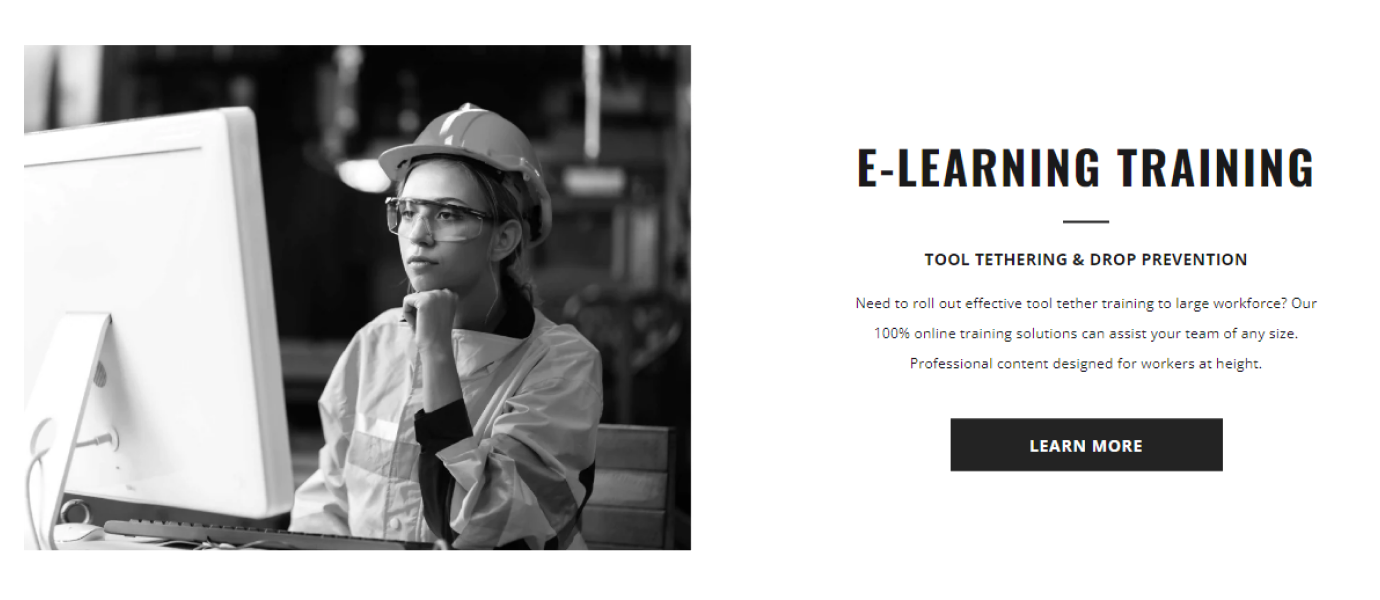 E-LEARNING TRAINING
TOOL TETHERING & DROP PREVENTION
Need to roll out effective tool tether training to large workforce? Our
100% online training solutions can assist your team of any size.
Professional content designed for workers at height.
LEARN MORE